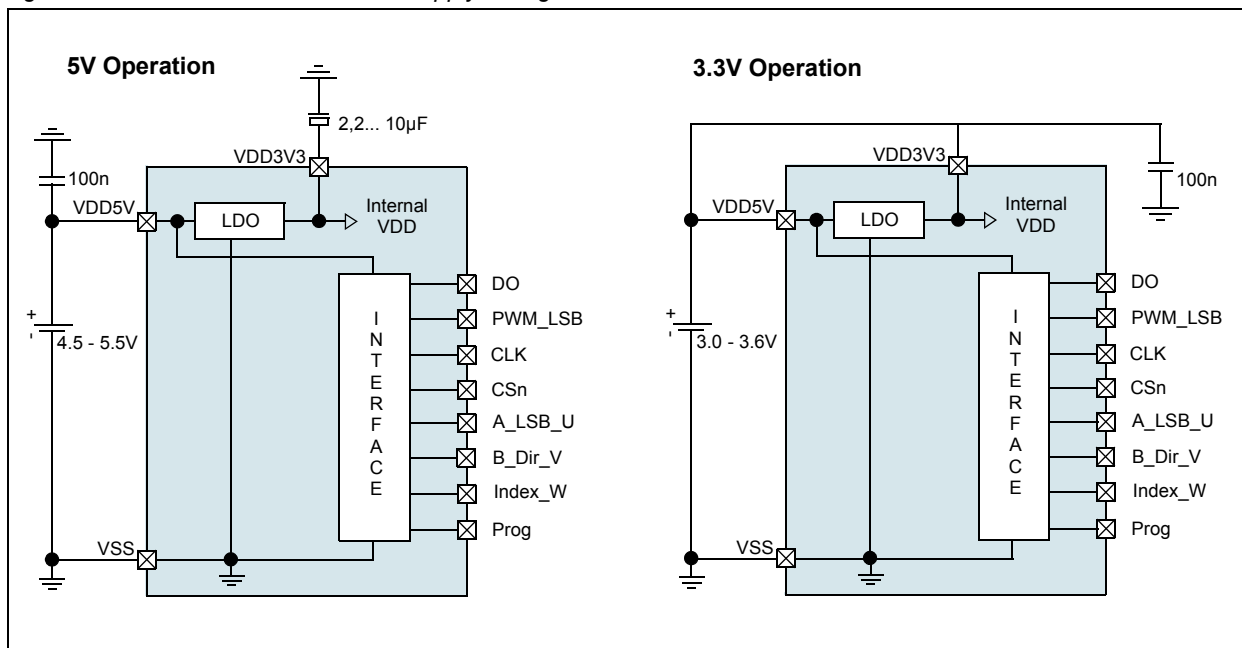 5V Operation
2,2... 10µF
VDD3V3
100n
VDD5V
LDO
Internal
VDD
INTERFACE
DO
PWM_LSB
CLK
CSn
A_LSB_U
B_Dir_V
Index_W
Prog
+
-
4.5 - 5.5V
VSS
3.3V Operation
VDD3V3
100n
VDD5V
LDO
Internal
VDD
INTERFACE
DO
PWM_LSB
CLK
CSn
A_LSB_U
B_Dir_V
Index_W
Prog
+
-
3.0 - 3.6V
VSS